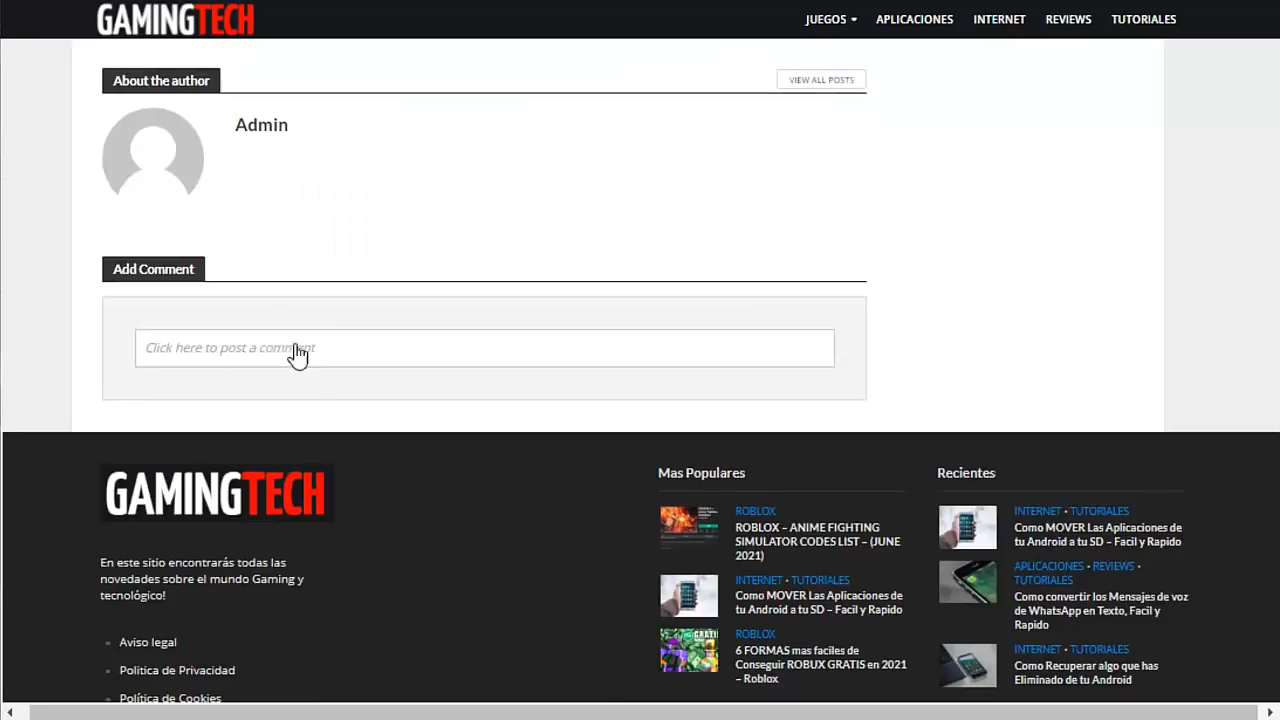 GAMINGTECH
JUEGOS
APLICACIONES
INTERNET
REVIEWS
TUTORIALES
About the author
VIEW ALL POSTS
Admin
Add Comment
Click here to post a comment
GAMINGTECH
En este sitio encontrarás todas las
novedades sobre el mundo Gaming y
tecnológico!
Aviso legal
Politica de Privacidad
Política de Cookies
Mas Populares
ROBLOX
ROBLOX – ANIME FIGHTING
SIMULATOR CODES LIST – (JUNE
2021)
INTERNET • TUTORIALES
Como MOVER Las Aplicaciones de
tu Android a tu SD – Facil y Rapido
ROBLOX
6 FORMAS mas faciles de
Conseguir ROBUX GRATIS en 2021
– Roblox
Recientes
INTERNET • TUTORIALES
Como MOVER Las Aplicaciones de
tu Android a tu SD – Facil y Rapido
APLICACIONES • REVIEWS •
TUTORIALES
Como convertir los Mensajes de voz
de WhatsApp en Texto, Facil y
Rapido
INTERNET • TUTORIALES
Como Recuperar algo que has
Eliminado de tu Android